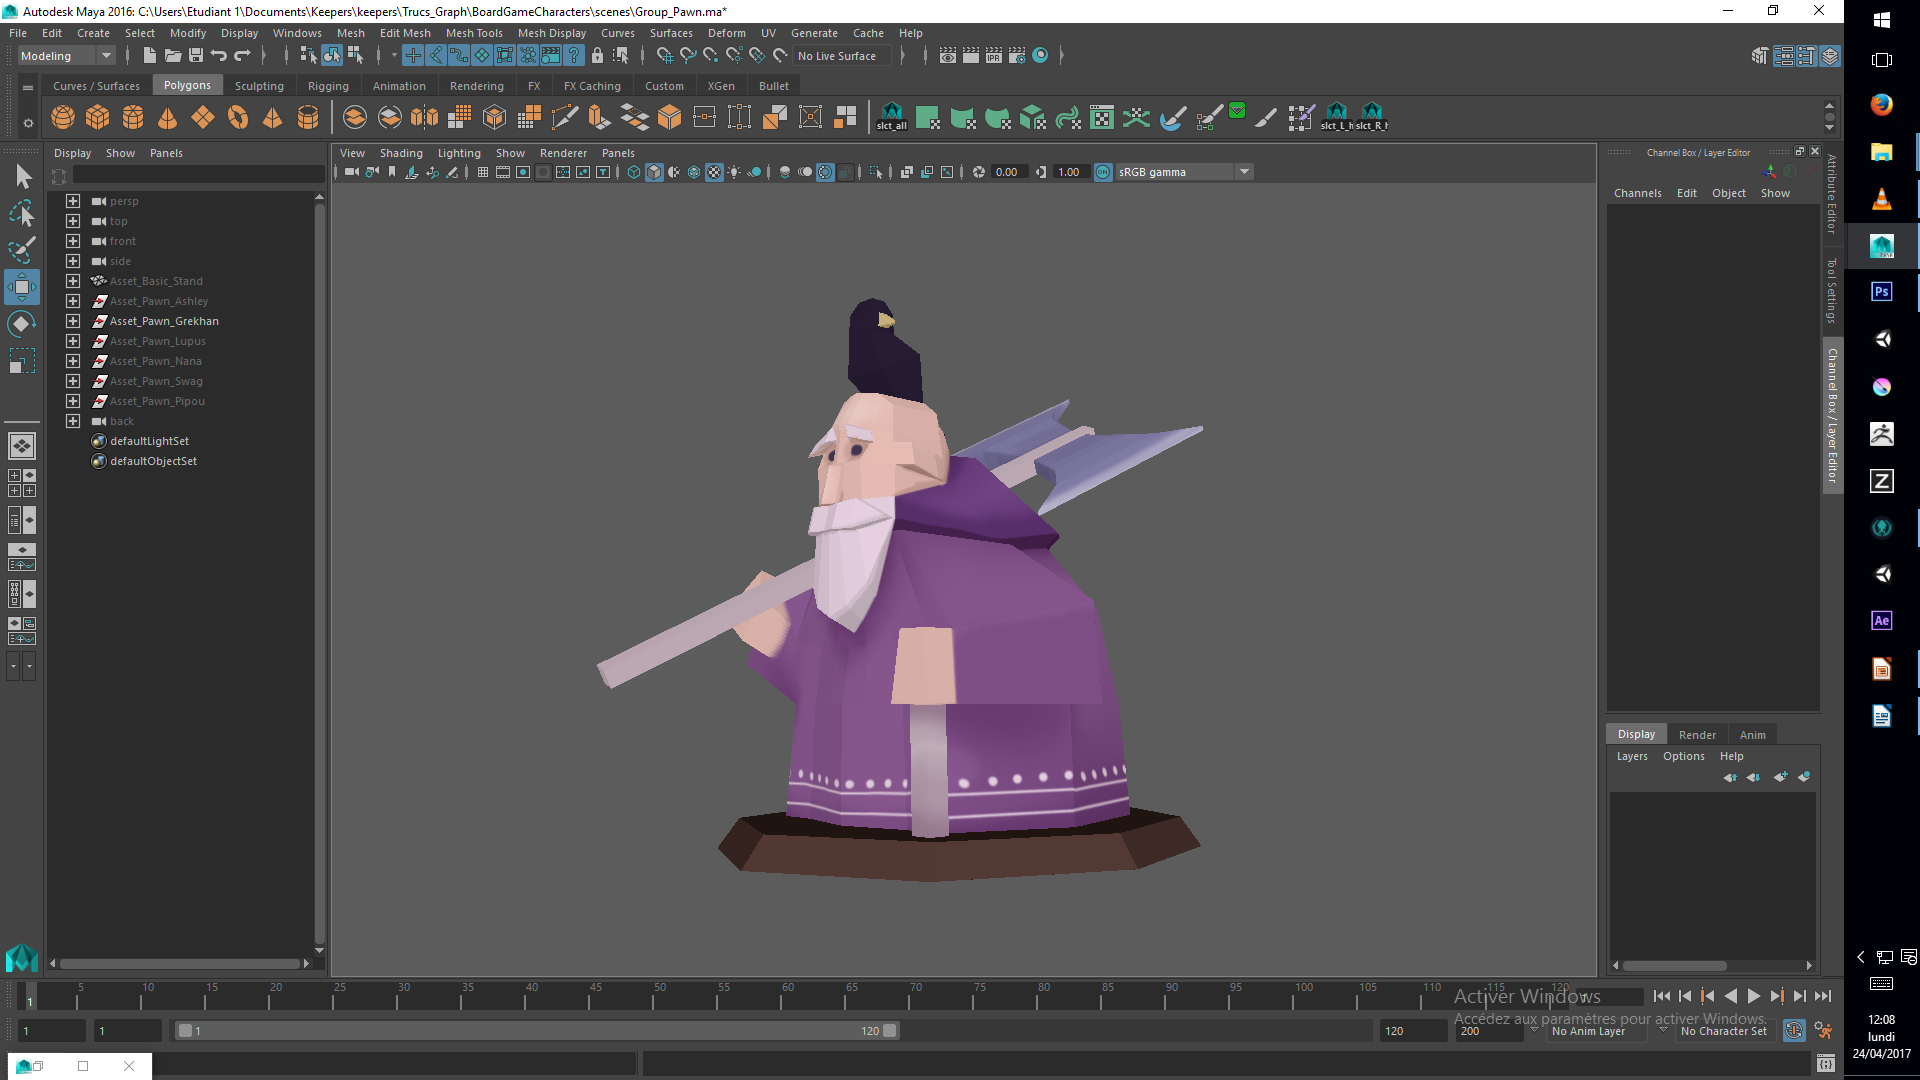 Autodesk Maya 2016: C:\Users\Etudiant 1\Documents\Keepers\keepers\Trucs_Graph\BoardGameCharacters\scenes\Group_Pawn.ma*
File Edit Create Select Modify Display Windows Mesh Edit Mesh Mesh Tools Mesh Display Curves Surfaces Deform UV Generate Cache Help
Modeling
No Live Surface
IPR
Curves / Surfaces Polygons Sculpting Rigging Animation Rendering FX FX Caching Custom XGen Bullet
slct_all slct_L_h slct_R_h
Display Show Panels
View Shading Lighting Show Renderer Panels
0.00 1.00 ON sRGB gamma
persp
top
front
side
Asset_Basic_Stand
Asset_Pawn_Ashley
Asset_Pawn_Grekhan
Asset_Pawn_Lupus
Asset_Pawn_Nana
Asset_Pawn_Swag
Asset_Pawn_Pipou
back
defaultLightSet
defaultObjectSet
Channel Box / Layer Editor
Channels Edit Object Show
Attribute Editor
Tool Settings
Channel Box / Layer Editor
Display Render Anim
Layers Options Help
Ps
Z
Ae
1 5 10 15 20 25 30 35 40 45 50 55 60 65 70 75 80 85 90 95 100 105 110 115 120
1 1 1 120 120 200 No Anim Layer No Character Set
Activer Windows
Accédez aux paramètres pour activer Windows.
12:08
lundi
24/04/2017